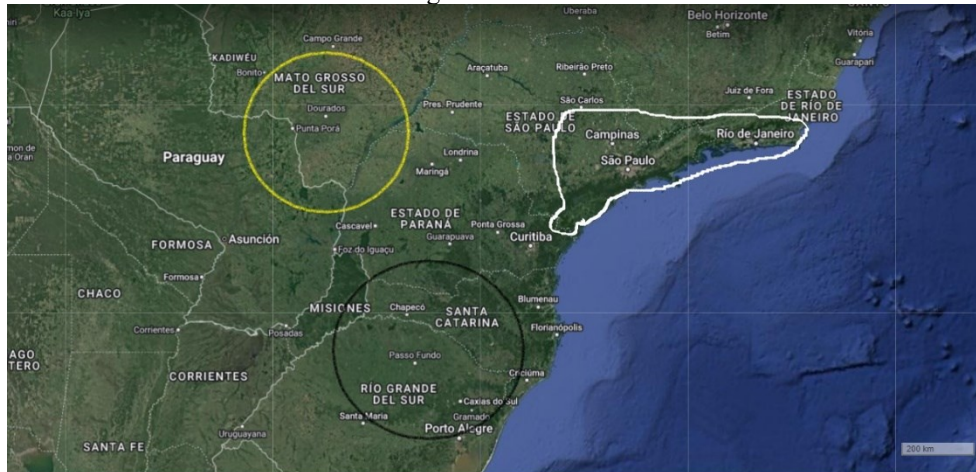 Kaa-Iya
Uberaba
Belo Horizonte
Betim
Vitória
Guarapari
Campo Grande
KADIWÉU
Bonito
MATO GROSSO
DEL SUR
Araçatuba
Ribeirão Preto
Juiz de Fora
ESTADO
DE RÍO DE
JANEIRO
Dourados
Pres. Prudente
São Carlos
ESTADO DE
SÃO PAULO
Punta Porá
Campinas
Río de Janeiro
Paraguay
Londrina
São Paulo
Maringá
ESTADO DE
PARANÁ
Cascavel
Guarapuava
Ponta Grossa
Curitiba
FORMOSA
Asunción
Foz do Iguaçu
Formosa
CHACO
MISIONES
Chapecó
SANTA
CATARINA
Blumenau
Corrientes
Posadas
Florianópolis
Passo Fundo
CORRIENTES
Criciúma
RÍO GRANDE
DEL SUR
Caxias do Sul
Santa Maria
Gramado
Porto Alegre
Uruguayana
SANTA FE
200 km